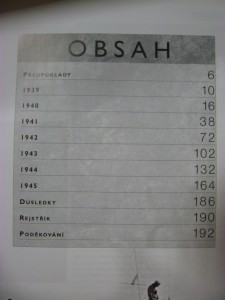 OBSAH
PŘEDPOKLADY 6
1939 10
1940 16
1941 38
1942 72
1943 102
1944 132
1945 164
DŮSLEDKY 186
REJSTŘÍK 190
PODĚKOVÁNÍ 192